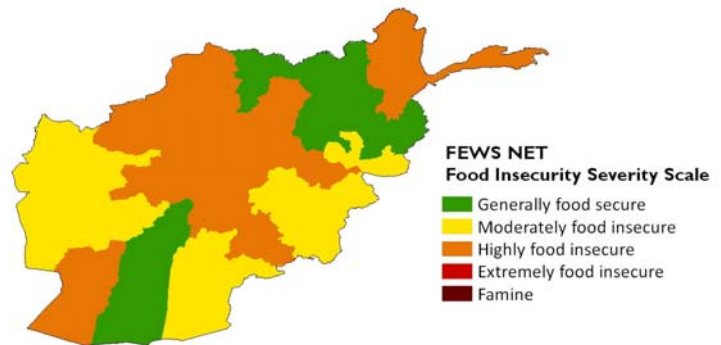 FEWS NET
Food Insecurity Severity Scale
Generally food secure
Moderately food insecure
Highly food insecure
Extremely food insecure
Famine